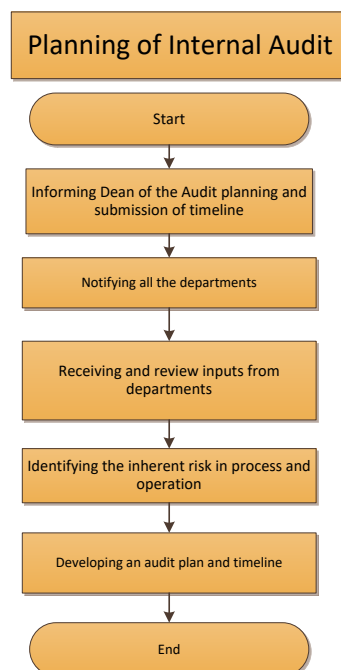 Planning of Internal Audit
Start
Informing Dean of the Audit planning and
submission of timeline
Notifying all the departments
Receiving and review inputs from
departments
Identifying the inherent risk in process and
operation
Developing an audit plan and timeline
End